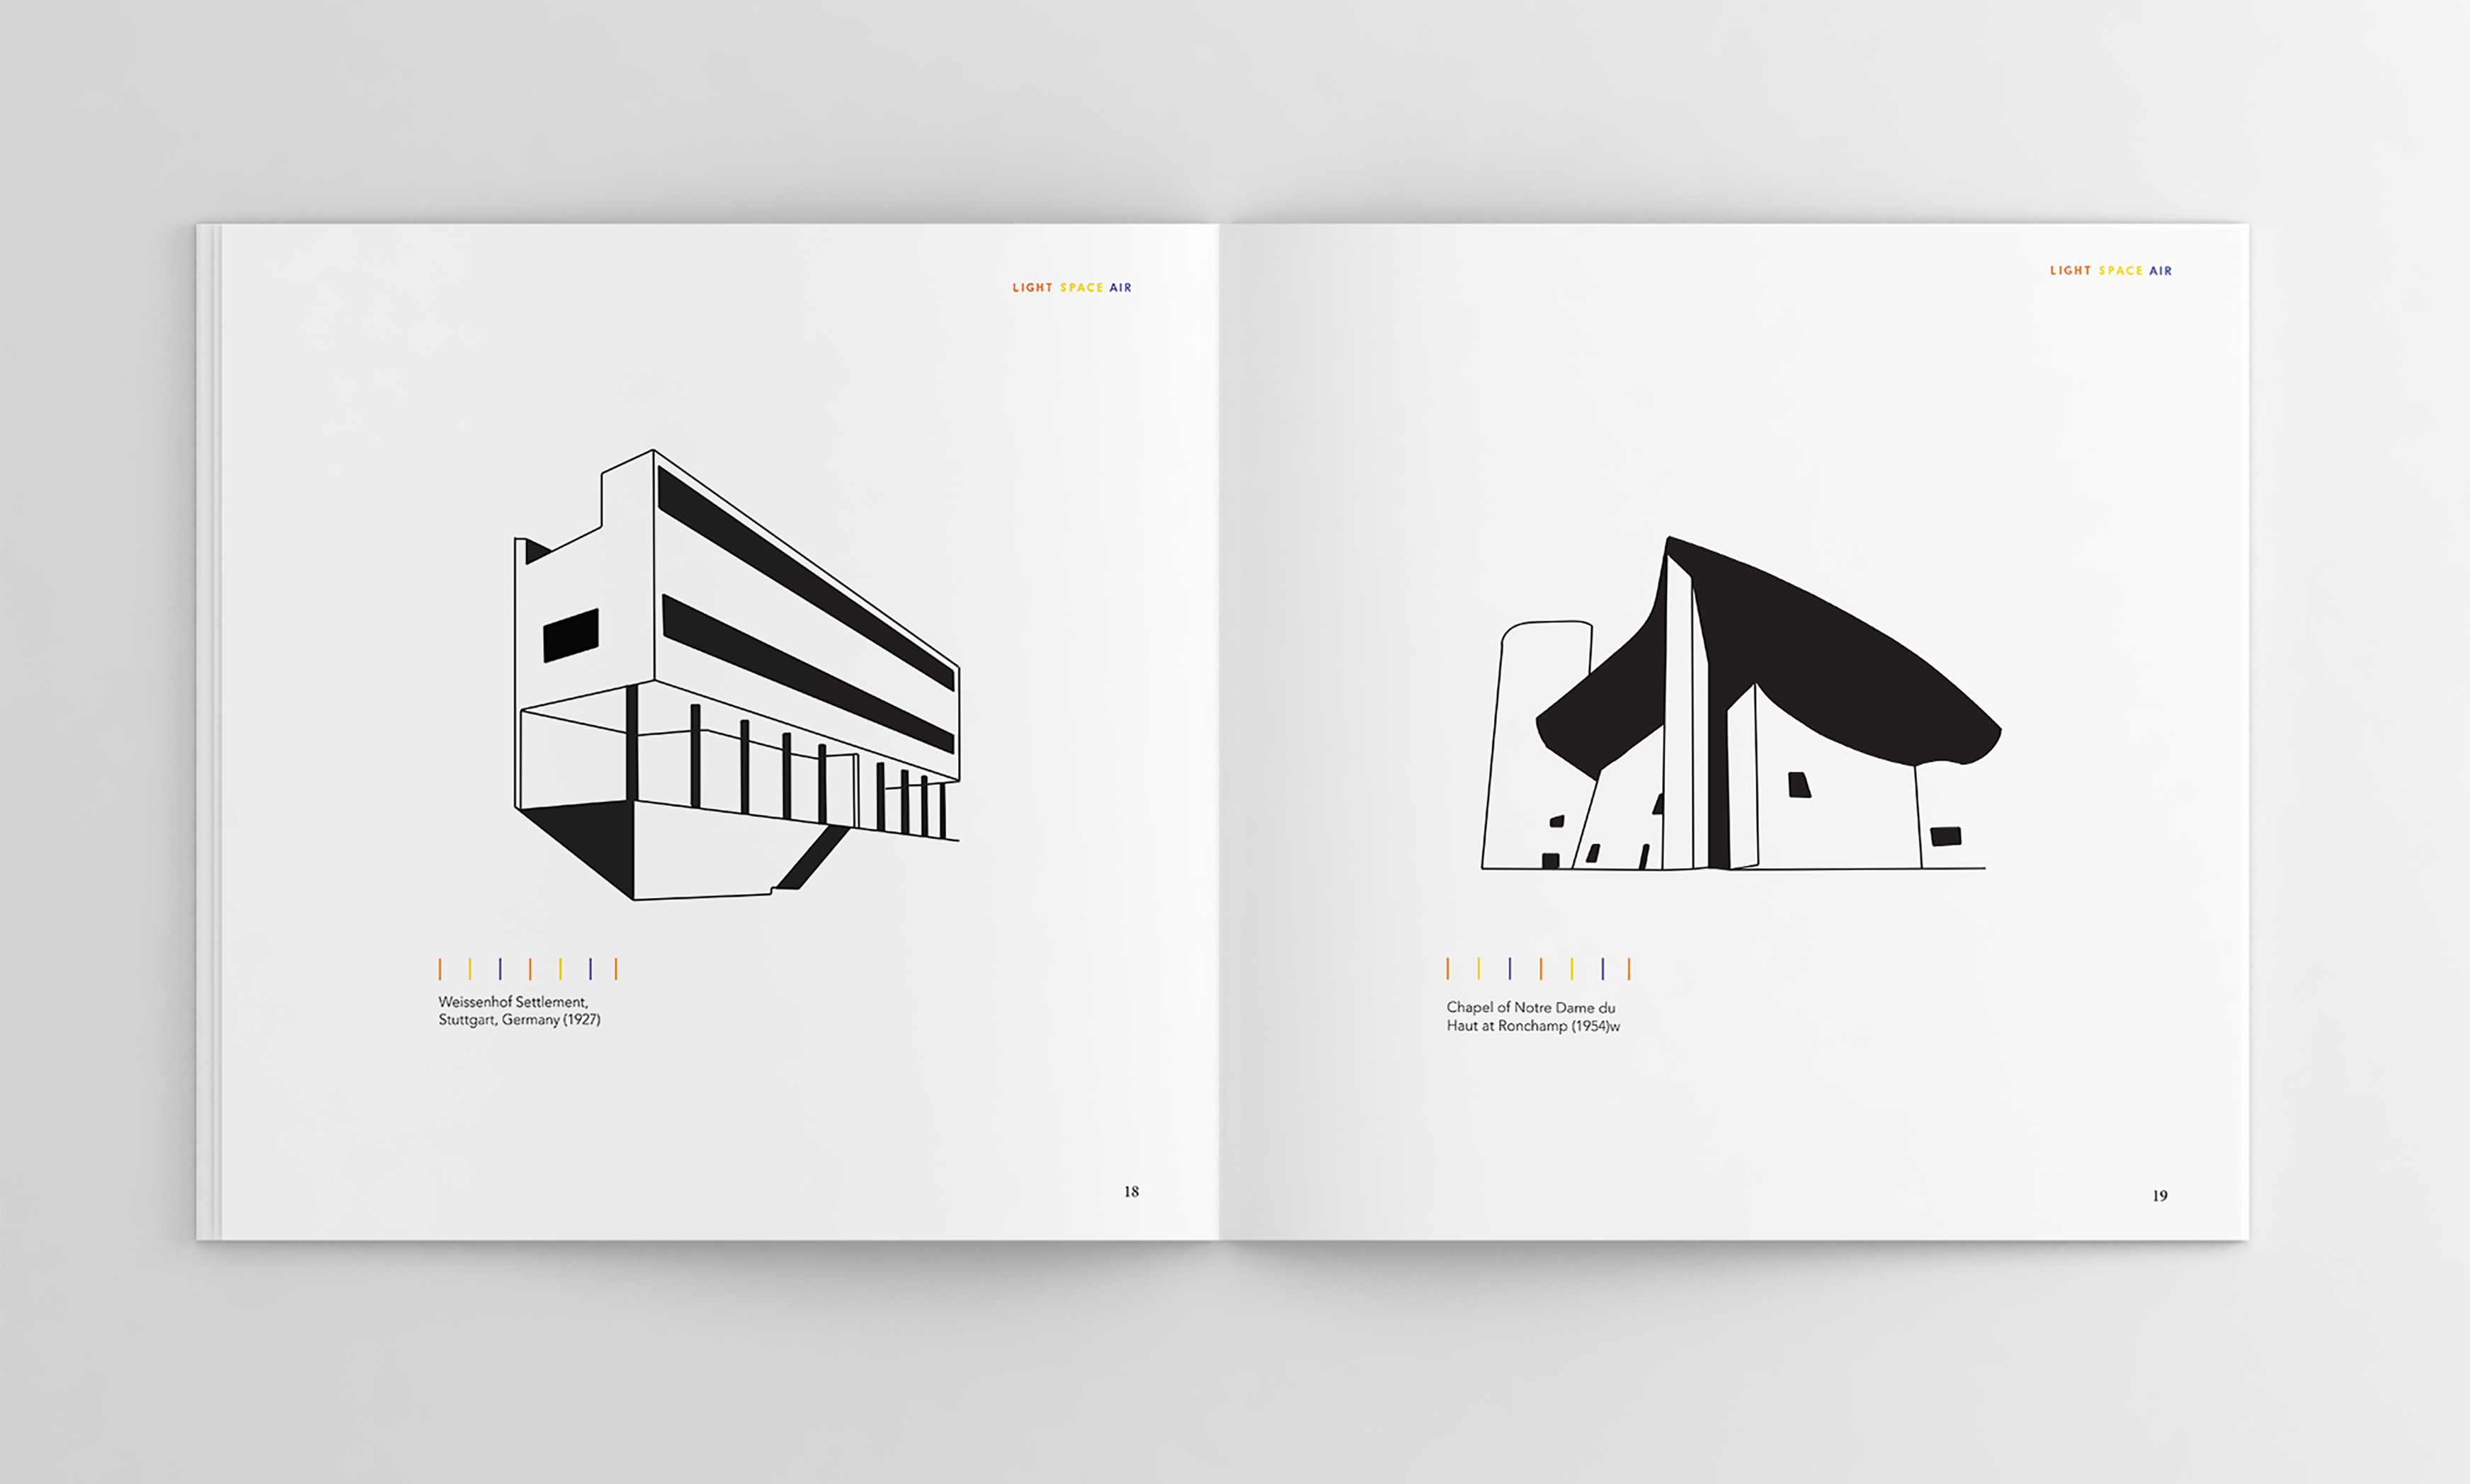 LIGHT SPACE AIR
Weissenhof Settlement,
Stuttgart, Germany (1927)
18
LIGHT SPACE AIR
Chapel of Notre Dame du
Haut at Ronchamp (1954)w
19